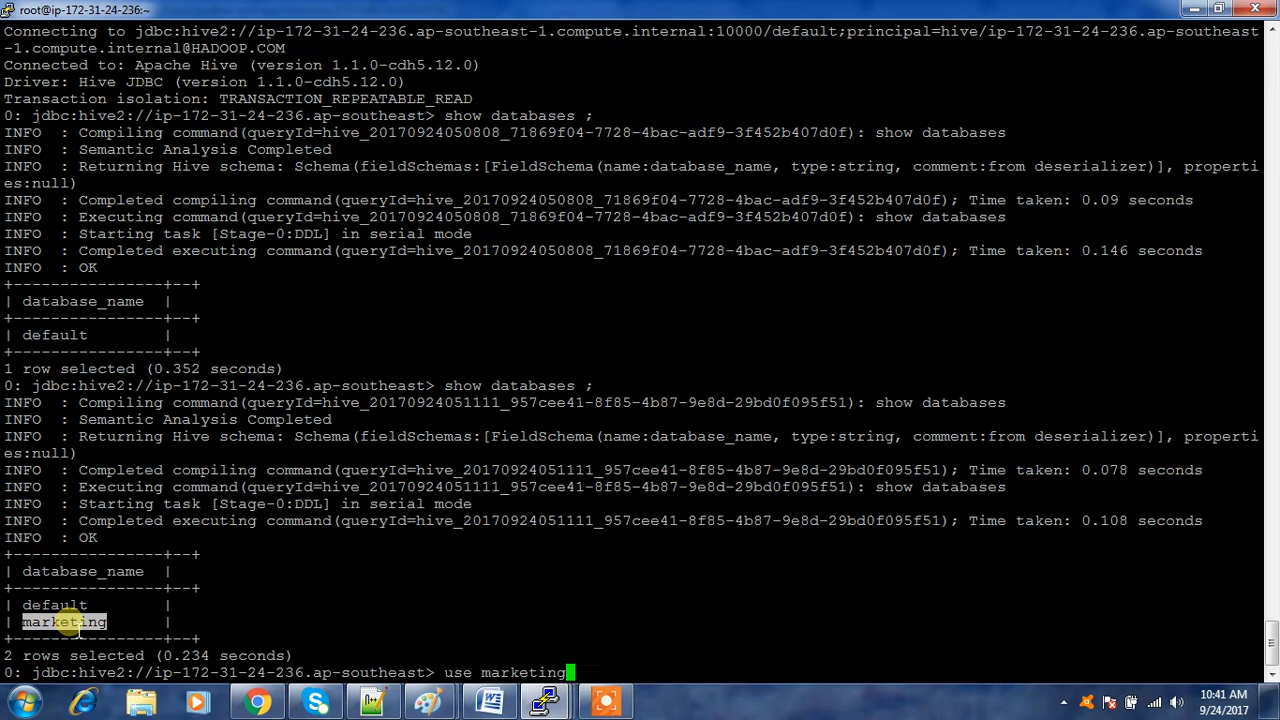 root@ip-172-31-24-236:~
Connecting to jdbc:hive2://ip-172-31-24-236.ap-southeast-1.compute.internal:10000/default;principal=hive/ip-172-31-24-236.ap-southeast
-1.compute.internal@HADOOP.COM
Connected to: Apache Hive (version 1.1.0-cdh5.12.0)
Driver: Hive JDBC (version 1.1.0-cdh5.12.0)
Transaction isolation: TRANSACTION_REPEATABLE_READ
0: jdbc:hive2://ip-172-31-24-236.ap-southeast> show databases ;
INFO  : Compiling command(queryId=hive_20170924050808_71869f04-7728-4bac-adf9-3f452b407d0f): show databases
INFO  : Semantic Analysis Completed
INFO  : Returning Hive schema: Schema(fieldSchemas:[FieldSchema(name:database_name, type:string, comment:from deserializer)], properti
es:null)
INFO  : Completed compiling command(queryId=hive_20170924050808_71869f04-7728-4bac-adf9-3f452b407d0f); Time taken: 0.09 seconds
INFO  : Executing command(queryId=hive_20170924050808_71869f04-7728-4bac-adf9-3f452b407d0f): show databases
INFO  : Starting task [Stage-0:DDL] in serial mode
INFO  : Completed executing command(queryId=hive_20170924050808_71869f04-7728-4bac-adf9-3f452b407d0f); Time taken: 0.146 seconds
INFO  : OK
+----------------+--+
| database_name  |
+----------------+--+
| default        |
+----------------+--+
1 row selected (0.352 seconds)
0: jdbc:hive2://ip-172-31-24-236.ap-southeast> show databases ;
INFO  : Compiling command(queryId=hive_20170924051111_957cee41-8f85-4b87-9e8d-29bd0f095f51): show databases
INFO  : Semantic Analysis Completed
INFO  : Returning Hive schema: Schema(fieldSchemas:[FieldSchema(name:database_name, type:string, comment:from deserializer)], properti
es:null)
INFO  : Completed compiling command(queryId=hive_20170924051111_957cee41-8f85-4b87-9e8d-29bd0f095f51); Time taken: 0.078 seconds
INFO  : Executing command(queryId=hive_20170924051111_957cee41-8f85-4b87-9e8d-29bd0f095f51): show databases
INFO  : Starting task [Stage-0:DDL] in serial mode
INFO  : Completed executing command(queryId=hive_20170924051111_957cee41-8f85-4b87-9e8d-29bd0f095f51); Time taken: 0.108 seconds
INFO  : OK
+----------------+--+
| database_name  |
+----------------+--+
| default        |
| marketing      |
+----------------+--+
2 rows selected (0.234 seconds)
0: jdbc:hive2://ip-172-31-24-236.ap-southeast> use marketing
10:41 AM
9/24/2017